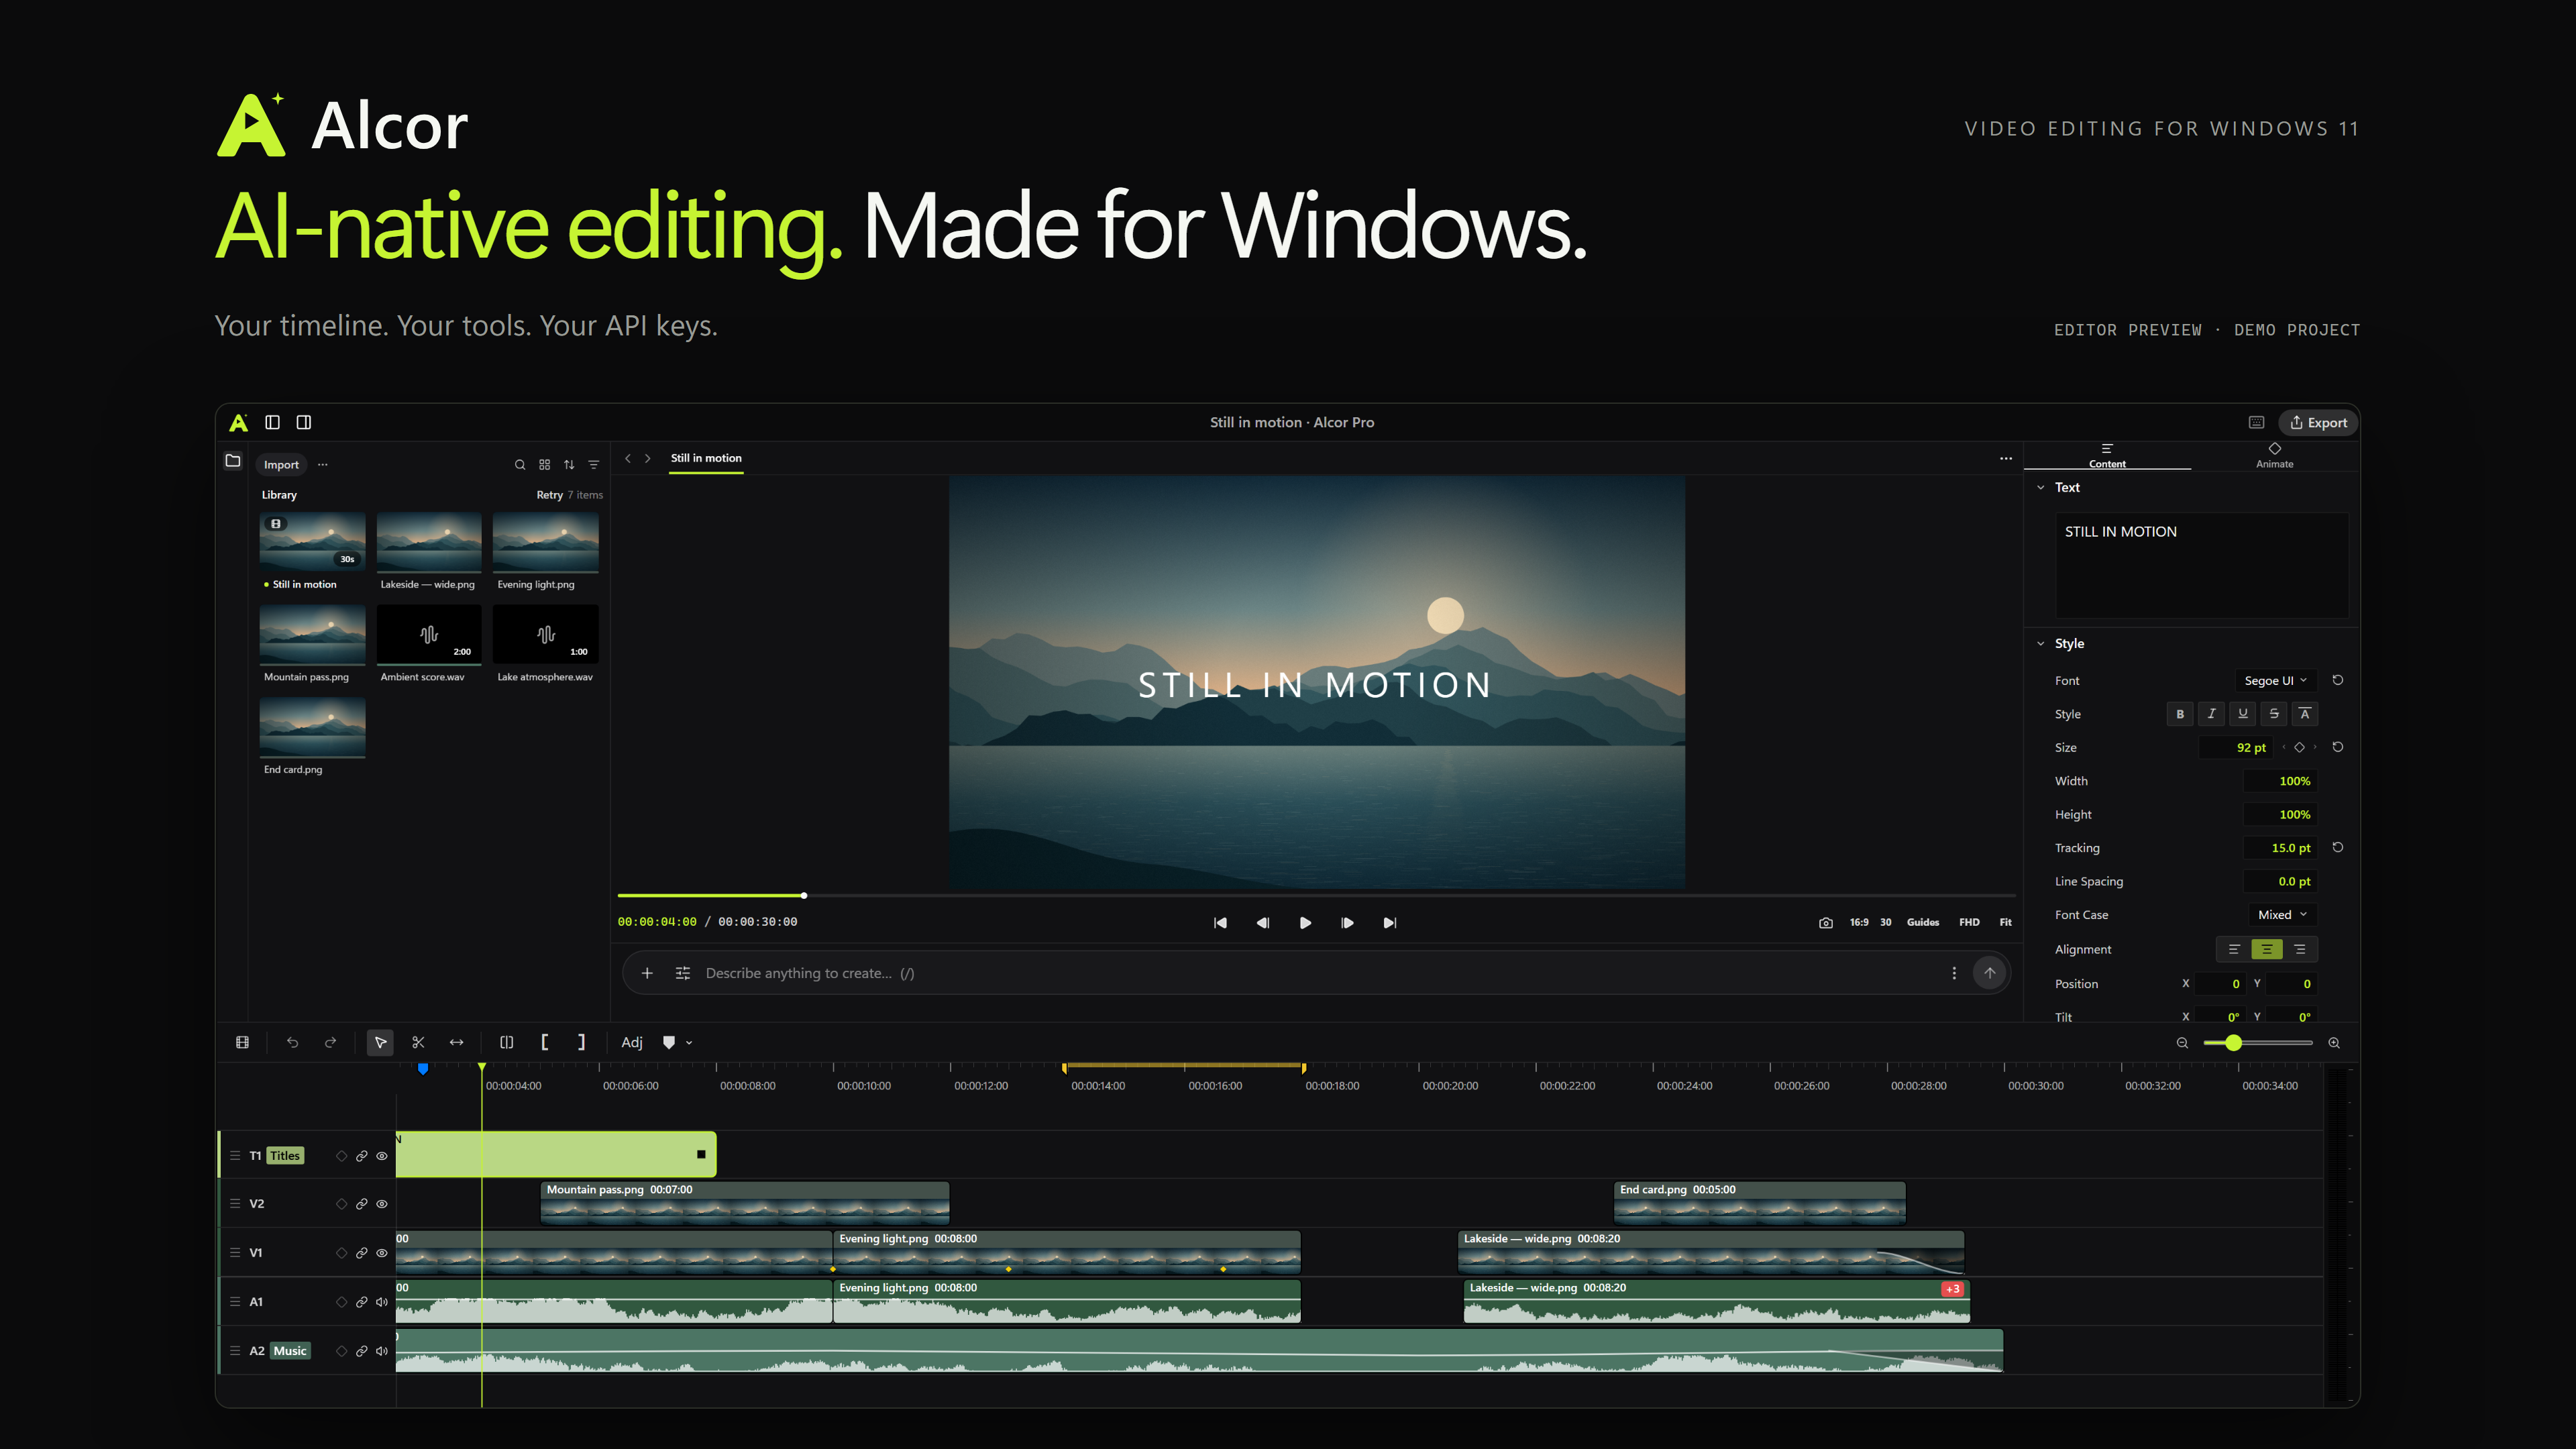 Alcor
VIDEO EDITING FOR WINDOWS 11
AI-native editing. Made for Windows.
Your timeline. Your tools. Your API keys.
EDITOR PREVIEW · DEMO PROJECT
Still in motion · Alcor Pro
Export
Import
Still in motion
Content
Animate
Library
Retry 7 items
Text
STILL IN MOTION
30s
Still in motion
Lakeside — wide.png
Evening light.png
2:00
1:00
Mountain pass.png
Ambient score.wav
Lake atmosphere.wav
End card.png
STILL IN MOTION
Style
Font
Segoe UI
Style
B I U S A
Size
92 pt
Width
100%
Height
100%
Tracking
15.0 pt
Line Spacing
0.0 pt
Font Case
Mixed
Alignment
Position
X 0 Y 0
Tilt
X 0° Y 0°
00:00:04:00 / 00:00:30:00
16:9 30 Guides FHD Fit
Describe anything to create... (/)
Adj
00:00:04:00 00:00:06:00 00:00:08:00 00:00:10:00 00:00:12:00 00:00:14:00 00:00:16:00 00:00:18:00 00:00:20:00 00:00:22:00 00:00:24:00 00:00:26:00 00:00:28:00 00:00:30:00 00:00:32:00 00:00:34:00
T1 Titles
N
V2
Mountain pass.png 00:07:00
End card.png 00:05:00
V1
00
Evening light.png 00:08:00
Lakeside — wide.png 00:08:20
A1
00
Evening light.png 00:08:00
Lakeside — wide.png 00:08:20
+3
A2 Music